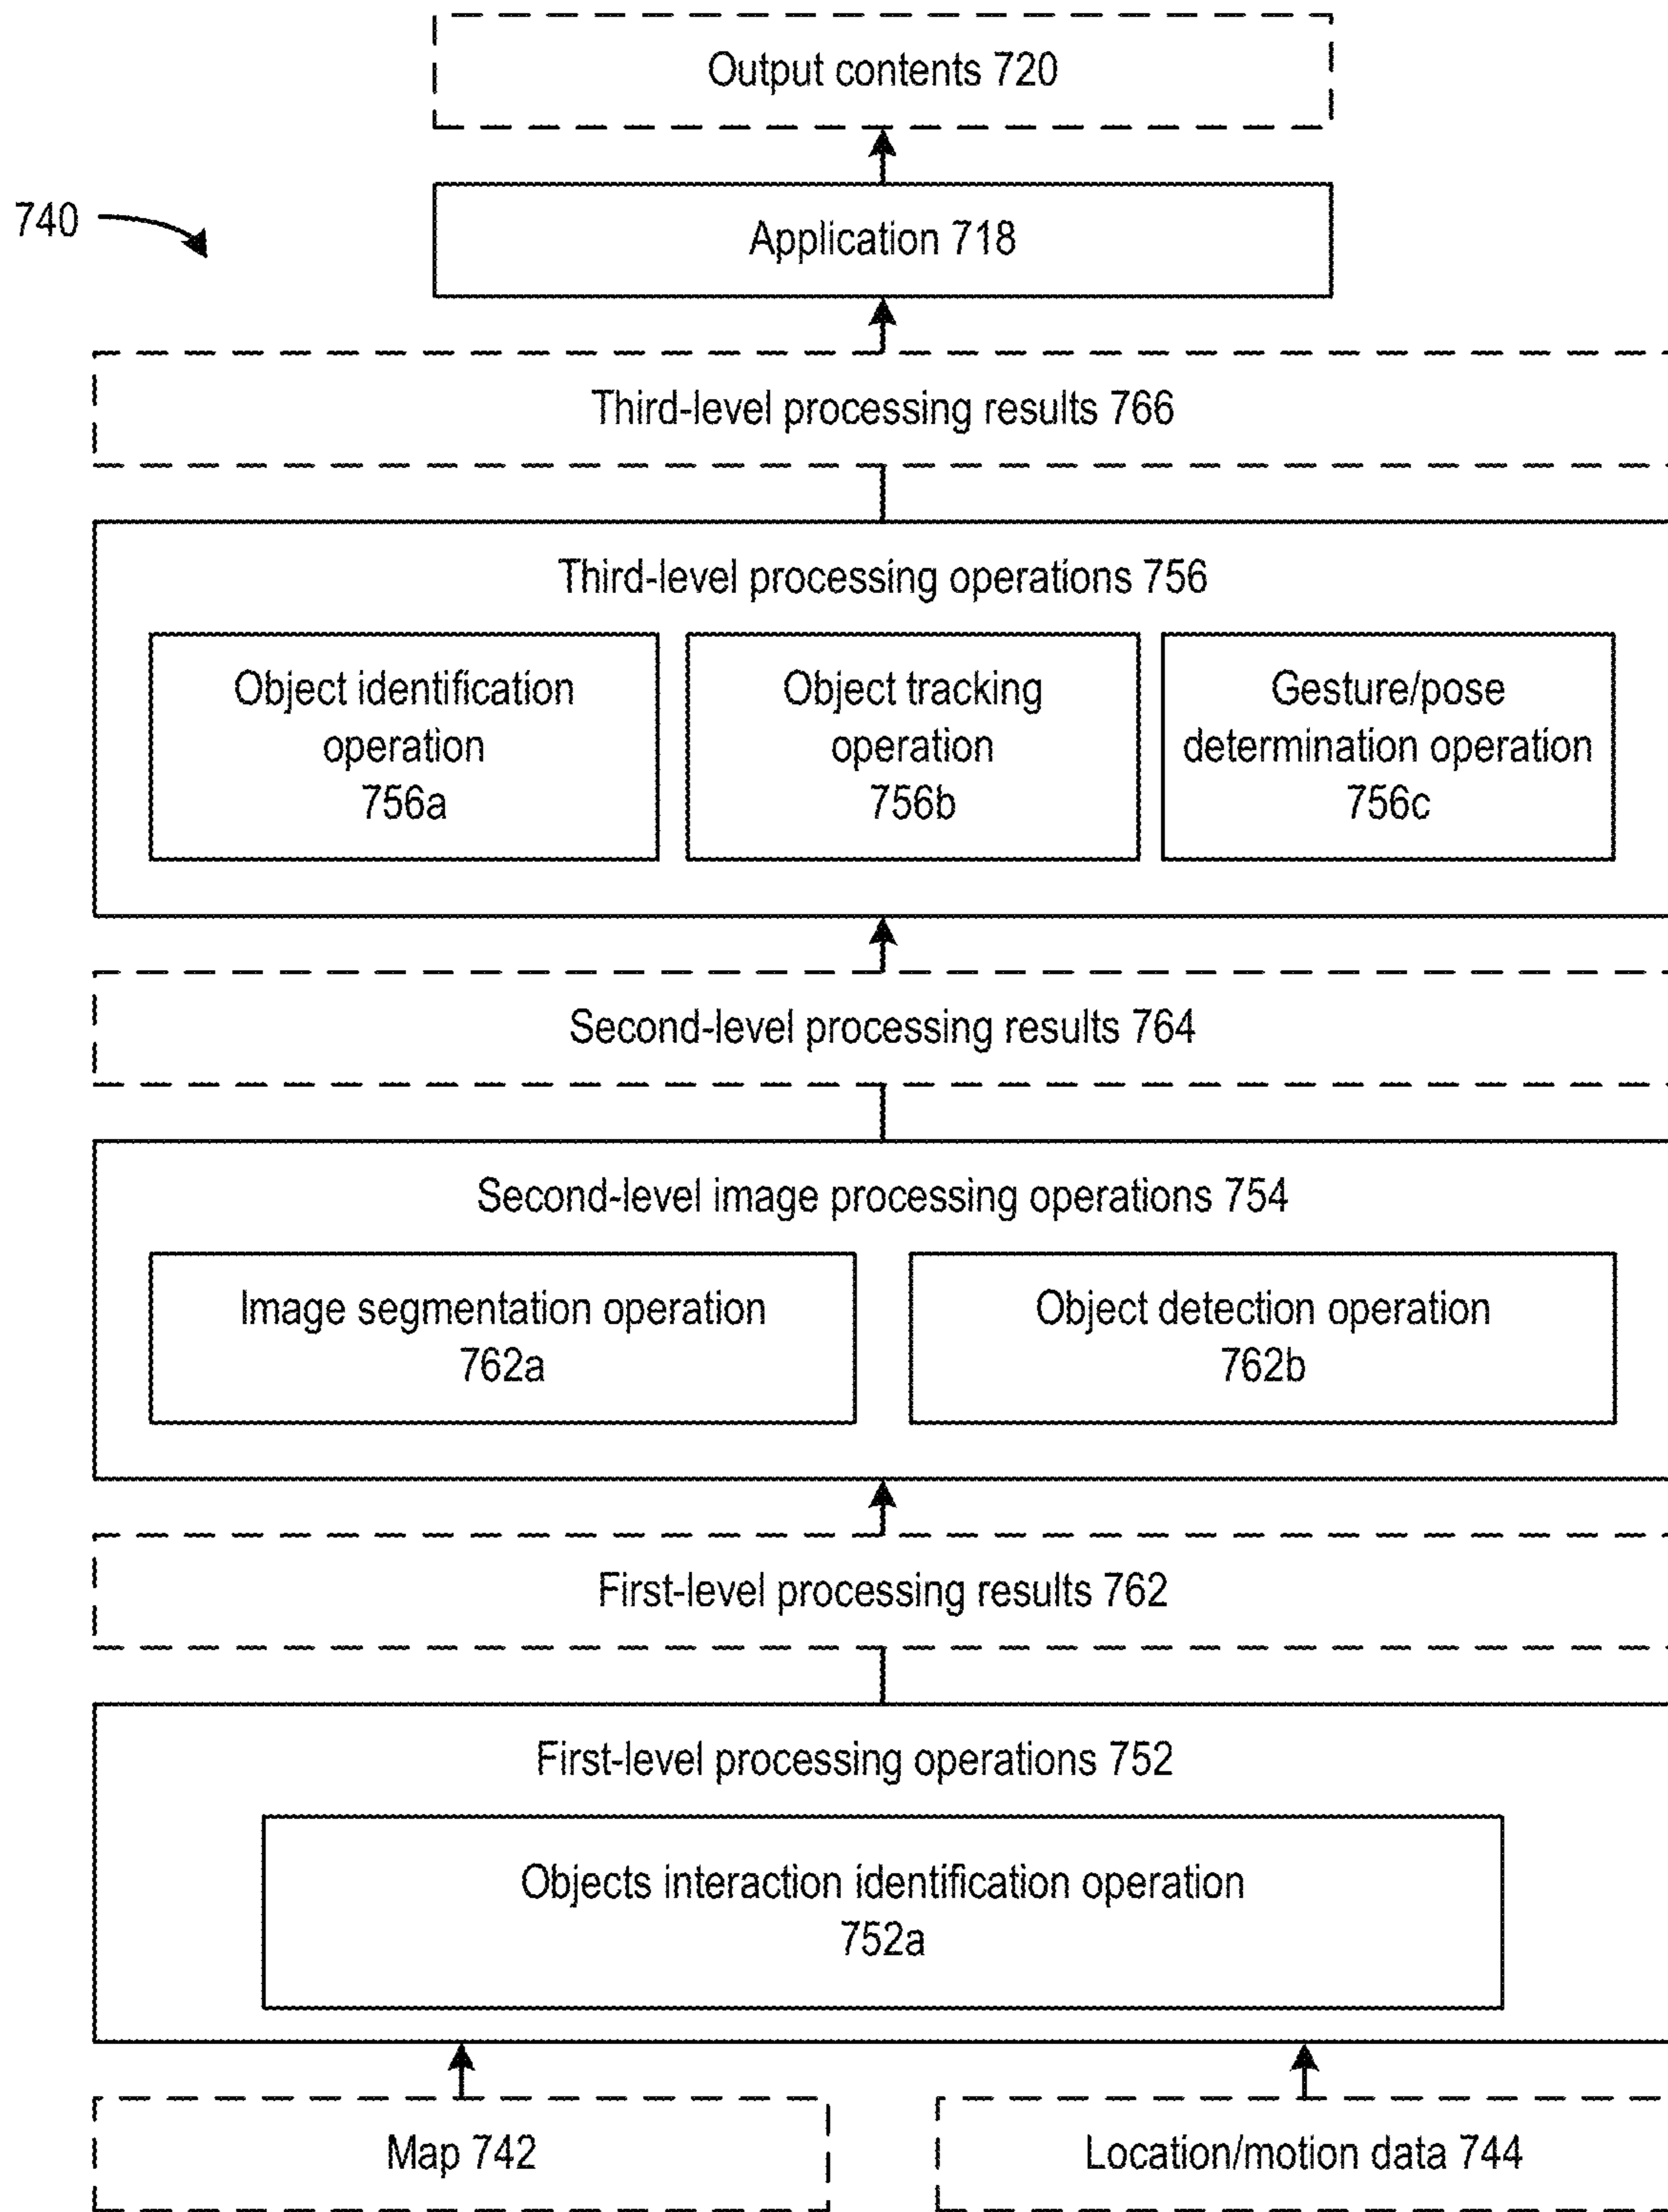 Output contents 720
740
Application 718
Third-level processing results 766
Third-level processing operations 756
Object identification
operation
756a
Object tracking
operation
756b
Gesture/pose
determination operation
756c
Second-level processing results 764
Second-level image processing operations 754
Image segmentation operation
762a
Object detection operation
762b
First-level processing results 762
First-level processing operations 752
Objects interaction identification operation
752a
Map 742
Location/motion data 744